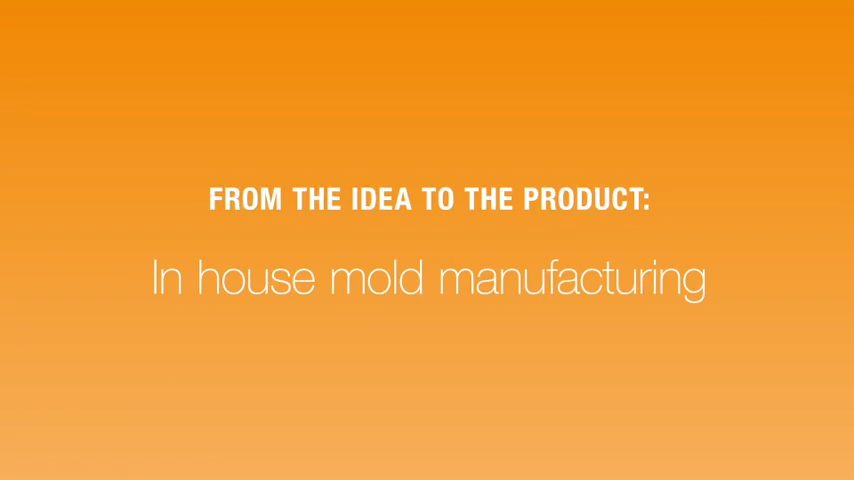 FROM THE IDEA TO THE PRODUCT:
In house mold manufacturing